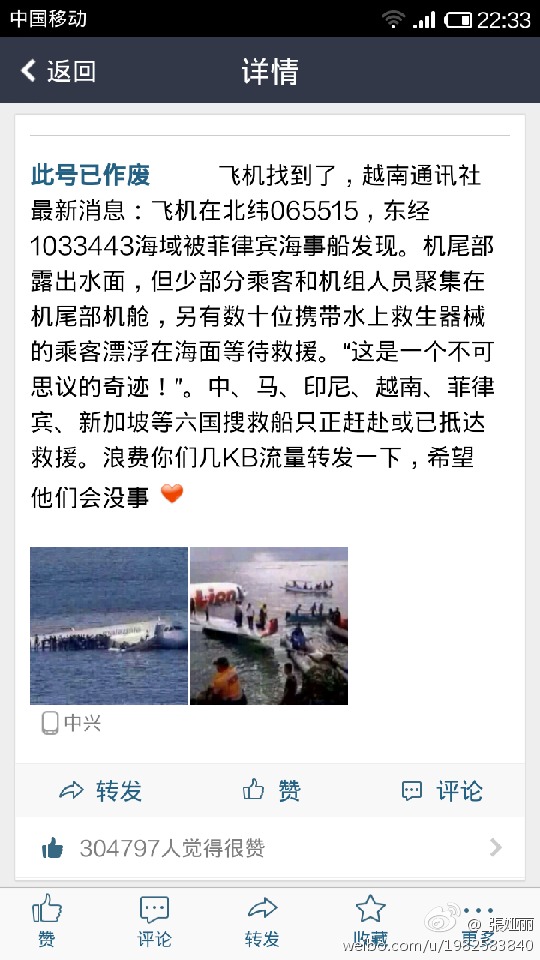 中国移动 22:33
返回 详情
此号已作废 飞机找到了，越南通讯社
最新消息：飞机在北纬065515，东经
1033443海域被菲律宾海事船发现。机尾部
露出水面，但少部分乘客和机组人员聚集在
机尾部机舱，另有数十位携带水上救生器械
的乘客漂浮在海面等待救援。“这是一个不可
思议的奇迹！”。中、马、印尼、越南、菲律
宾、新加坡等六国搜救船只正赶赴或已抵达
救援。浪费你们几KB流量转发一下，希望
他们会没事
Lion
中兴
转发 赞 评论
304797人觉得很赞
赞 评论 转发 收藏 更多
@_張娅丽
weibo.com/u/1982583840